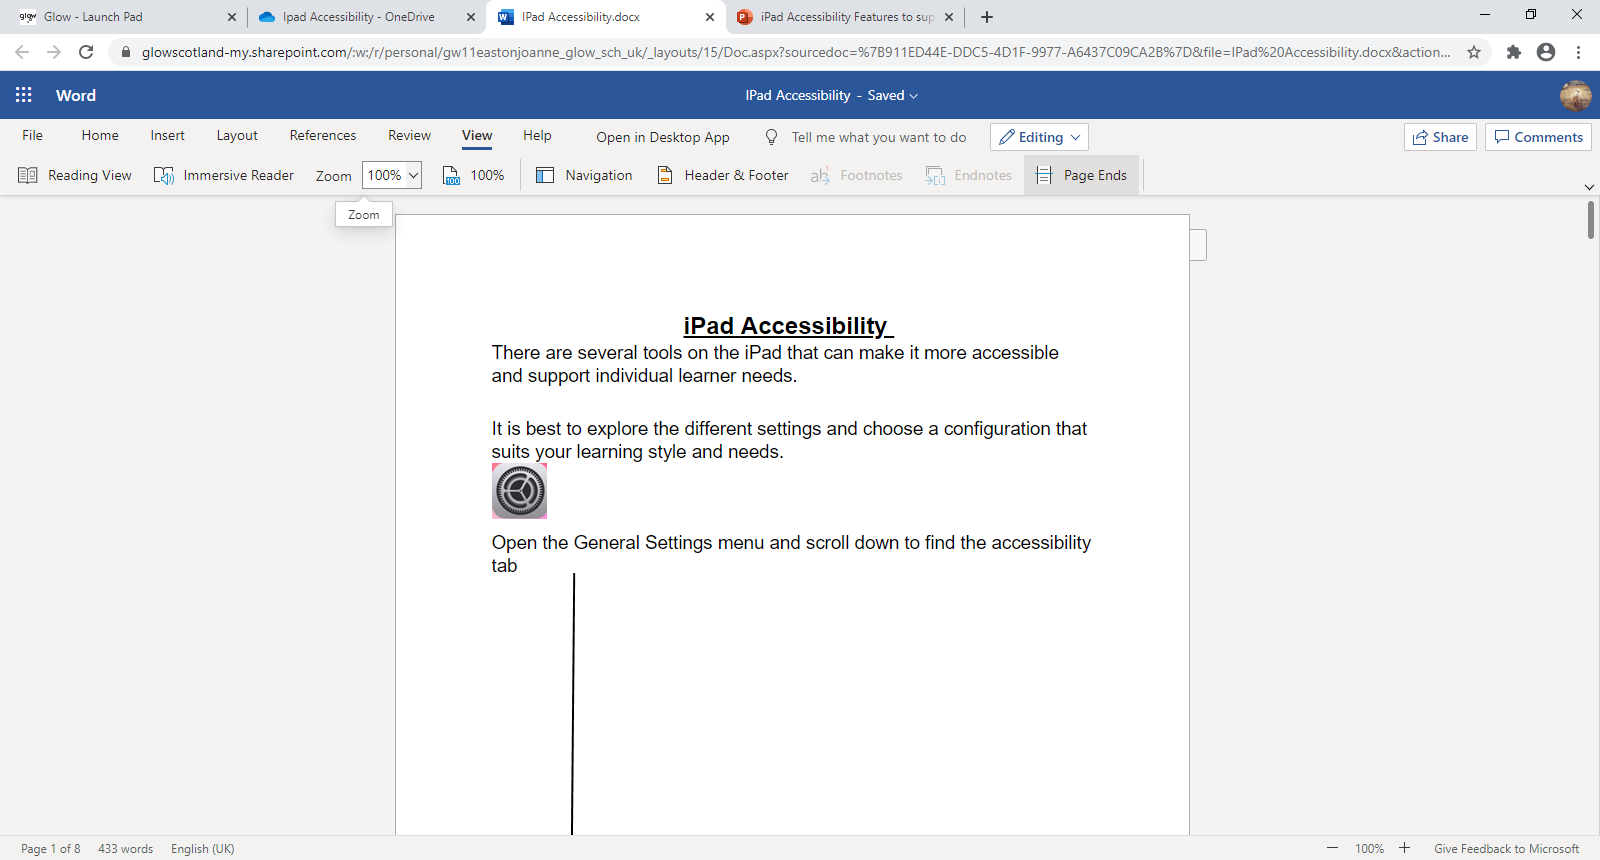 glow Glow - Launch Pad Ipad Accessibility - OneDrive IPad Accessibility.docx iPad Accessibility Features to sup
glowscotland-my.sharepoint.com/:w:/r/personal/gw11eastonjoanne_glow_sch_uk/_layouts/15/Doc.aspx?sourcedoc=%7B911ED44E-DDC5-4D1F-9977-A6437C09CA2B%7D&file=IPad%20Accessibility.docx&action...
Word IPad Accessibility - Saved
File Home Insert Layout References Review View Help Open in Desktop App Tell me what you want to do Editing Share Comments
Reading View Immersive Reader Zoom 100% 100 100% Navigation Header & Footer ab Footnotes Endnotes Page Ends
Zoom
iPad Accessibility
There are several tools on the iPad that can make it more accessible
and support individual learner needs.
It is best to explore the different settings and choose a configuration that
suits your learning style and needs.
Open the General Settings menu and scroll down to find the accessibility
tab
Page 1 of 8 433 words English (UK) 100% Give Feedback to Microsoft